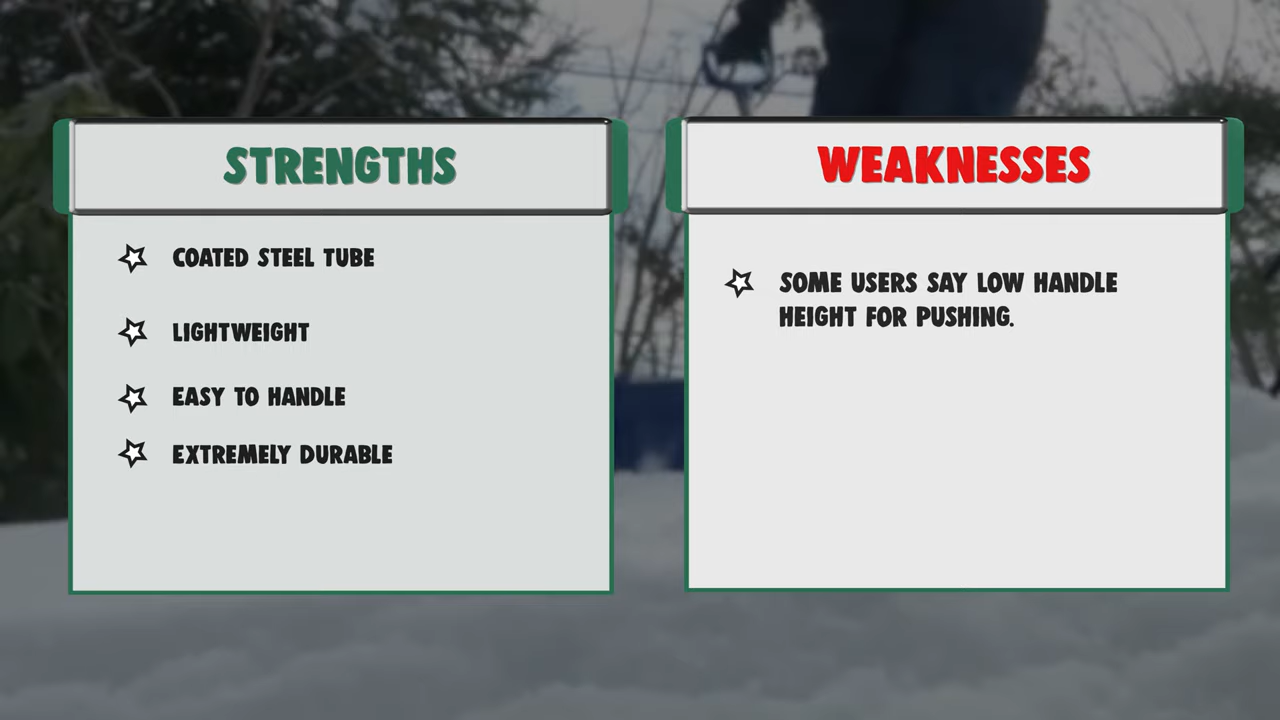 STRENGTHS
COATED STEEL TUBE
LIGHTWEIGHT
EASY TO HANDLE
EXTREMELY DURABLE
WEAKNESSES
SOME USERS SAY LOW HANDLE
HEIGHT FOR PUSHING.